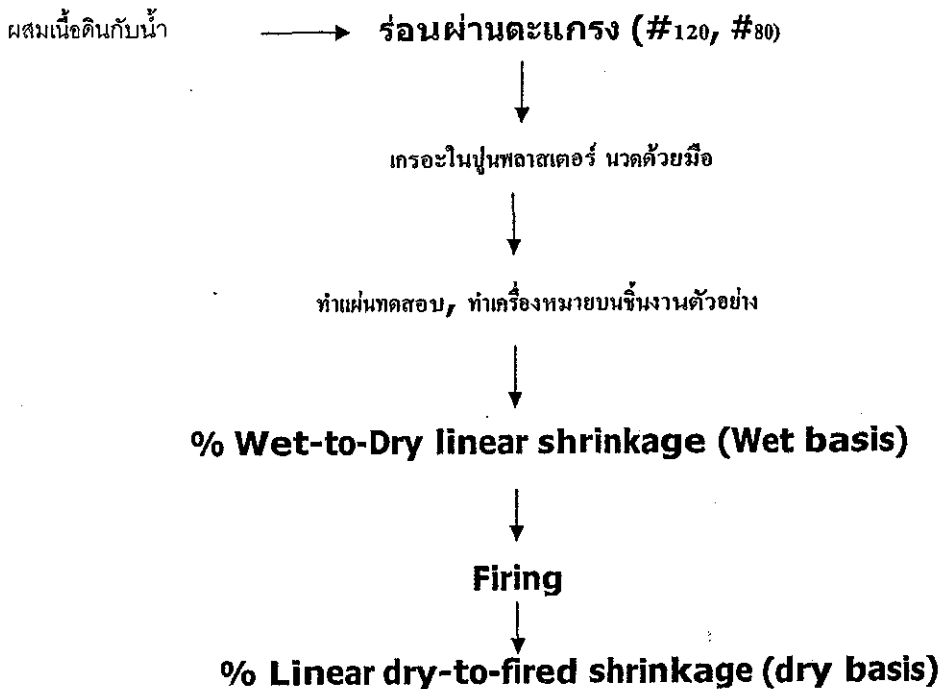 ผสมเนื้อดินกับน้ำ ร่อนผ่านตะแกรง (#120, #80)
เกรอะในปูนพลาสเตอร์ นวดด้วยมือ
ทำแผ่นทดสอบ, ทำเครื่องหมายบนชิ้นงานตัวอย่าง
% Wet-to-Dry linear shrinkage (Wet basis)
Firing
% Linear dry-to-fired shrinkage (dry basis)